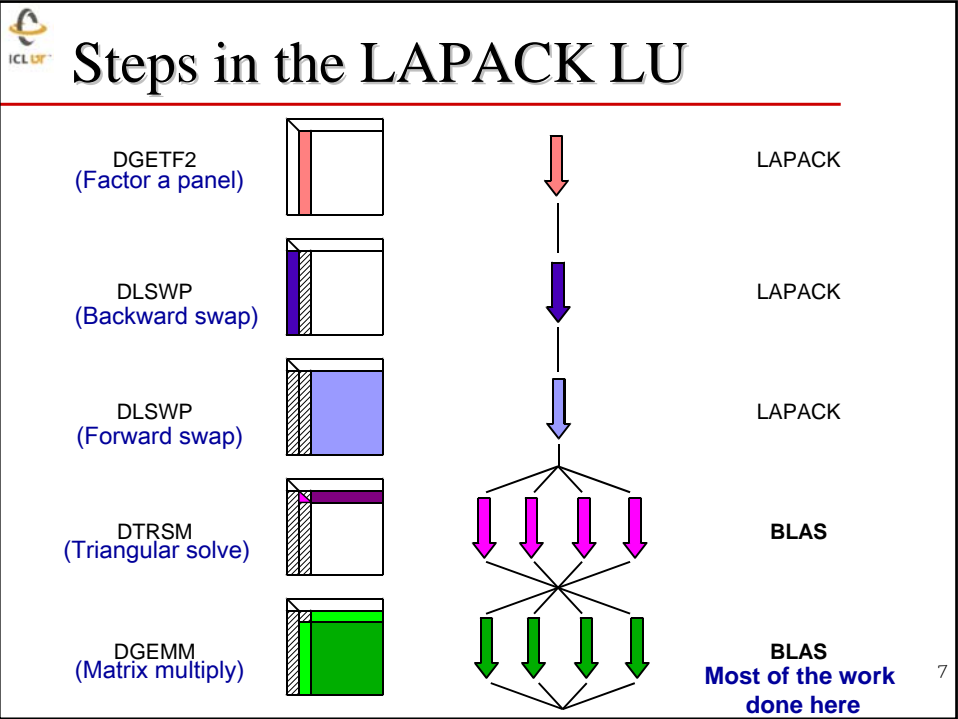 ICL UT
Steps in the LAPACK LU
DGETF2
(Factor a panel)
LAPACK
DLSWP
(Backward swap)
LAPACK
DLSWP
(Forward swap)
LAPACK
DTRSM
(Triangular solve)
BLAS
DGEMM
(Matrix multiply)
BLAS
Most of the work
done here
7